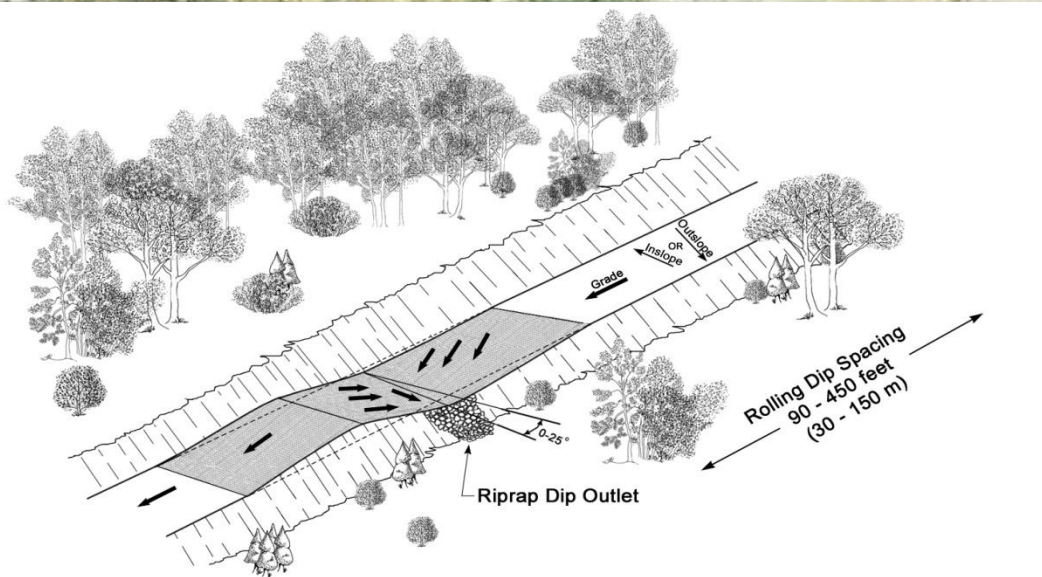 Outslope
OR
Inslope
Grade
Rolling Dip Spacing
90 - 450 feet
(30 - 150 m)
0-25°
Riprap Dip Outlet